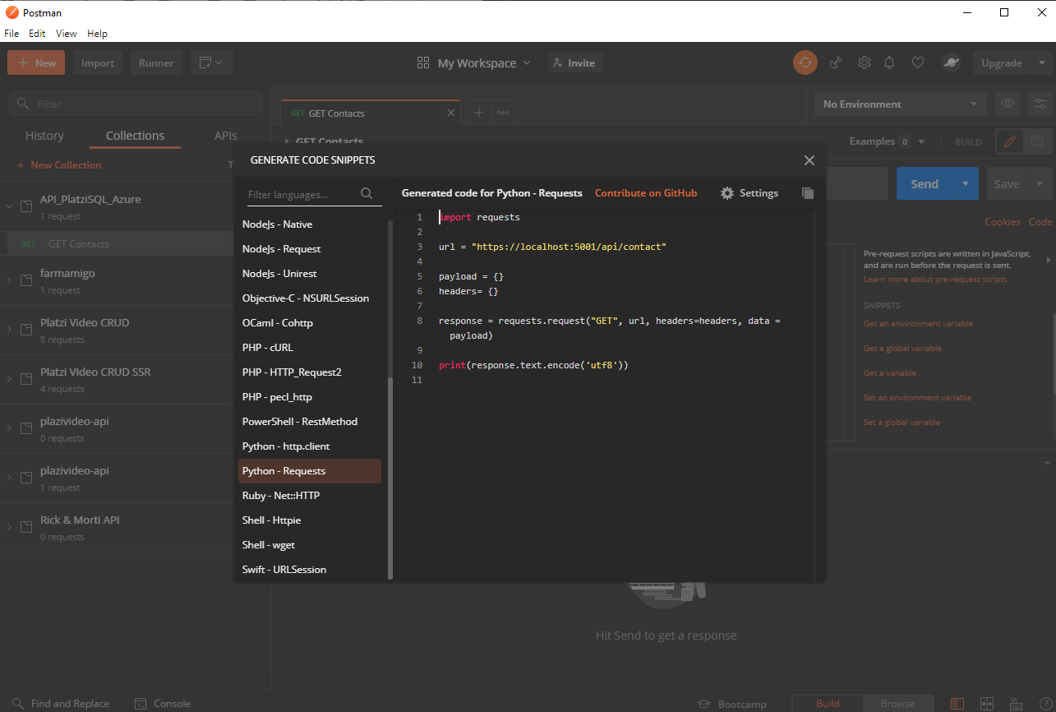 Postman
File Edit View Help
New Import Runner My Workspace Invite Upgrade
Filter
GET GET Contacts
No Environment
History Collections APIs
GET Contacts
Examples 0 BUILD
New Collection
GENERATE CODE SNIPPETS
API_PlatziSQL_Azure
1 request
GET GET Contacts
farmamigo
1 request
Platzi Video CRUD
8 requests
Platzi VIdeo CRUD SSR
4 requests
plazivideo-api
0 requests
plazivideo-api
1 request
Rick & Morti API
0 requests
Filter languages...
NodeJs - Native
NodeJs - Request
NodeJs - Unirest
Objective-C - NSURLSession
OCaml - Cohttp
PHP - cURL
PHP - HTTP_Request2
PHP - pecl_http
PowerShell - RestMethod
Python - http.client
Python - Requests
Ruby - Net::HTTP
Shell - Httpie
Shell - wget
Swift - URLSession
Generated code for Python - Requests Contribute on GitHub Settings
1 import requests
2
3 url = "https://localhost:5001/api/contact"
4
5 payload = {}
6 headers= {}
7
8 response = requests.request("GET", url, headers=headers, data =
payload)
9
10 print(response.text.encode('utf8'))
11
Send Save
Cookies Code
Pre-request scripts are written in JavaScript,
and are run before the request is sent.
Learn more about pre-request scripts
SNIPPETS
Get an environment variable
Get a global variable
Get a variable
Set an environment variable
Set a global variable
Hit Send to get a response
Find and Replace Console Bootcamp Build Browse